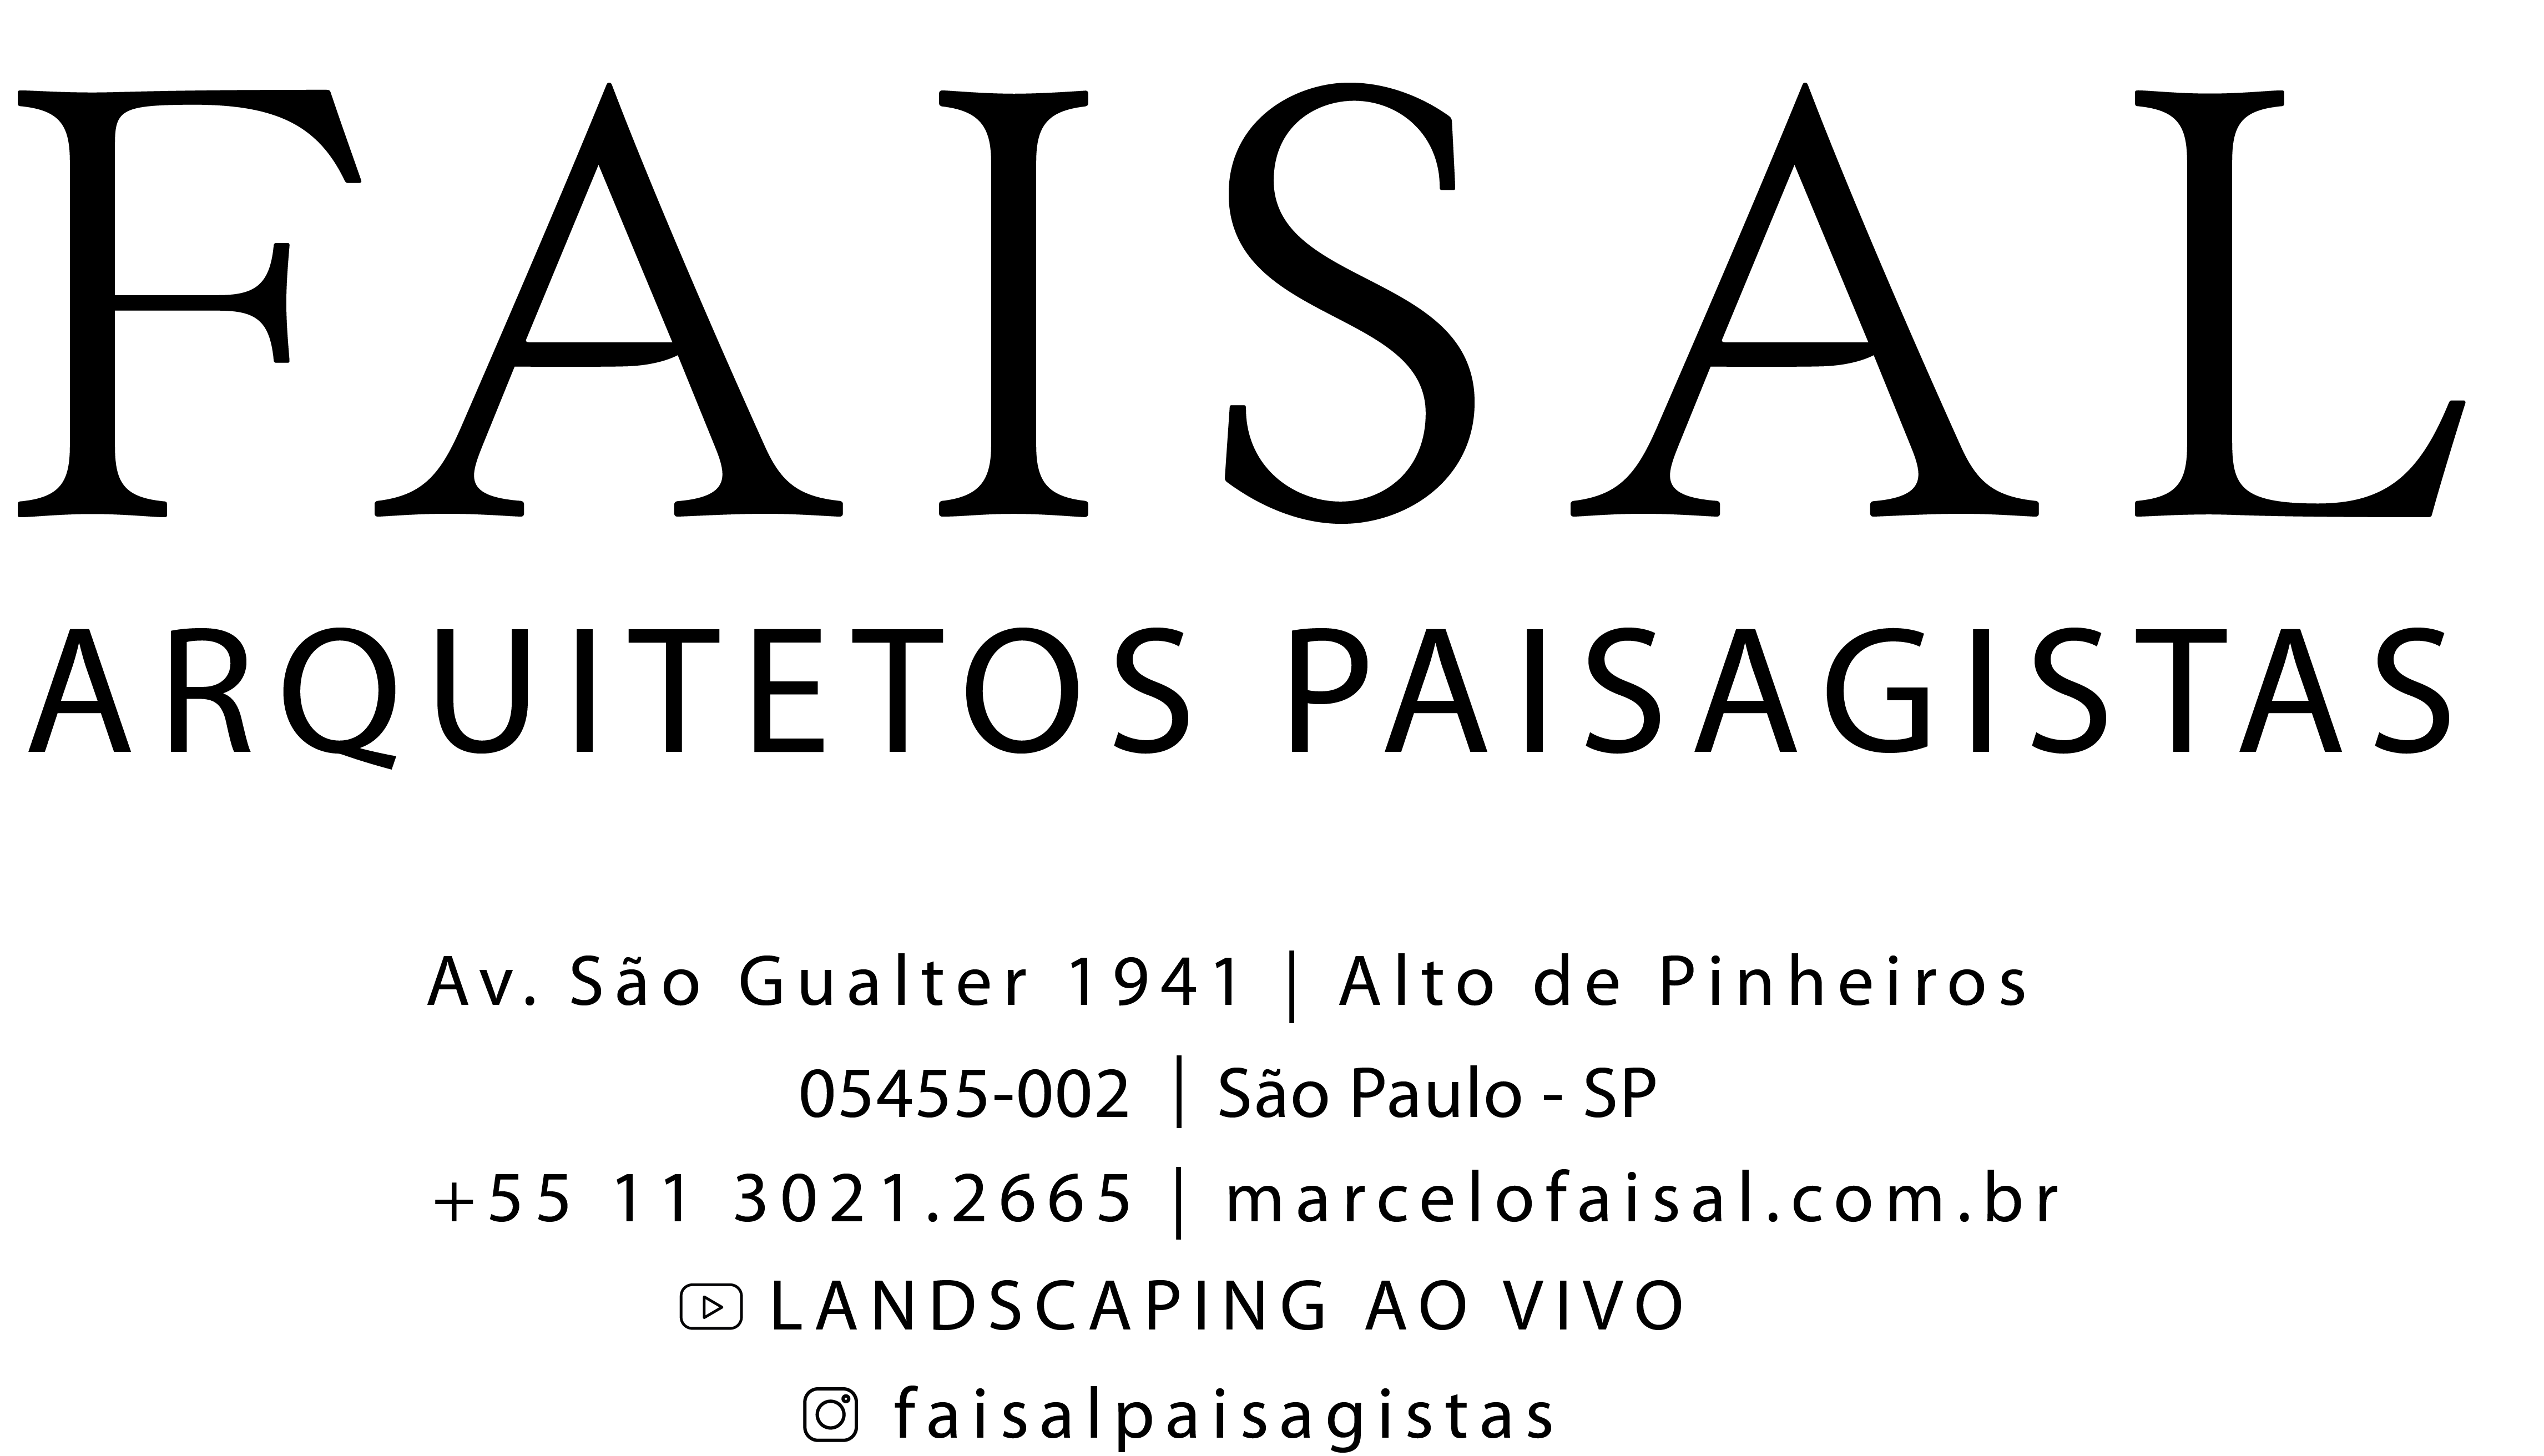 FAISAL
ARQUITETOS PAISAGISTAS
Av. São Gualter 1941 | Alto de Pinheiros
05455-002 | São Paulo - SP
+55 11 3021.2665 | marcelofaisal.com.br
LANDSCAPING AO VIVO
faisalpaisagistas